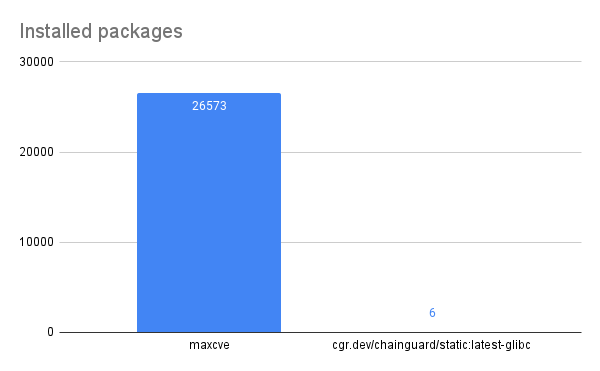 Installed packages
30000
26573
20000
10000
6
0
maxcve
cgr.dev/chainguard/static:latest-glibc